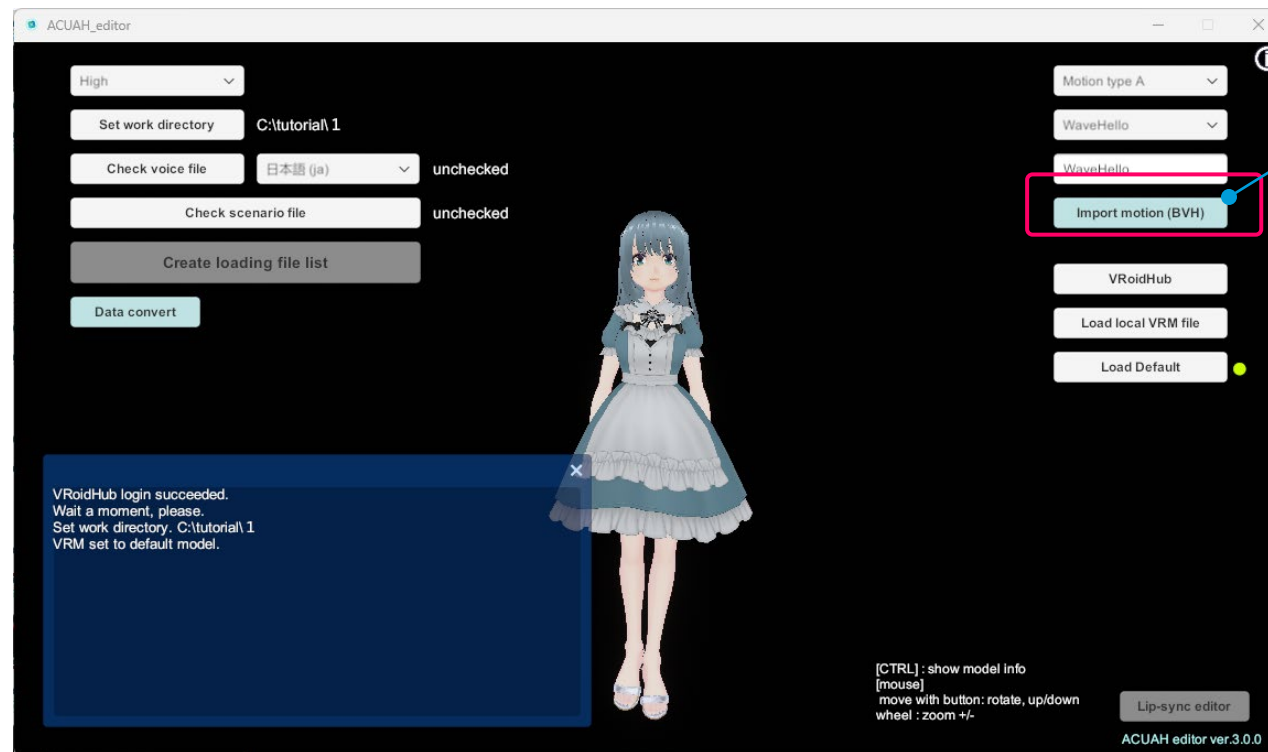 ACUAH_editor
High
Set work directory
C:\tutorial\ 1
Check voice file
日本語 (ja)
unchecked
Check scenario file
unchecked
Create loading file list
Data convert
Motion type A
WaveHello
WaveHello
Import motion (BVH)
VRoidHub
Load local VRM file
Load Default
VRoidHub login succeeded.
Wait a moment, please.
Set work directory. C:\tutorial\ 1
VRM set to default model.
[CTRL] : show model info
[mouse]
move with button: rotate, up/down
wheel : zoom +/-
Lip-sync editor
ACUAH editor ver.3.0.0